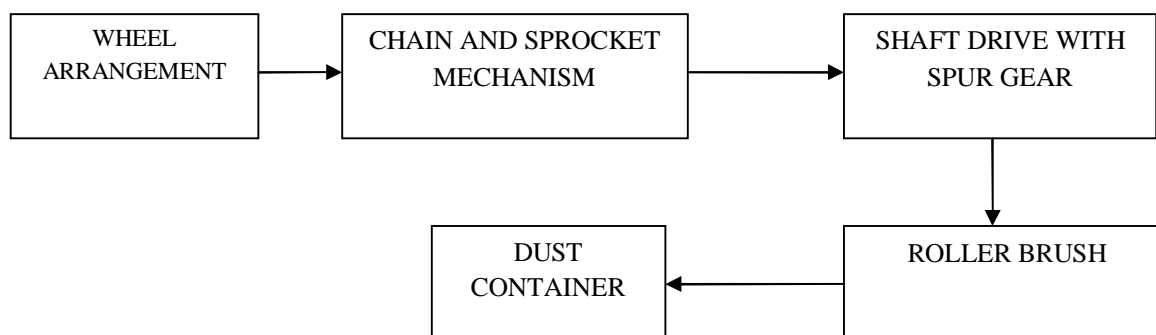 WHEEL
ARRANGEMENT
CHAIN AND SPROCKET
MECHANISM
SHAFT DRIVE WITH
SPUR GEAR
ROLLER BRUSH
DUST
CONTAINER